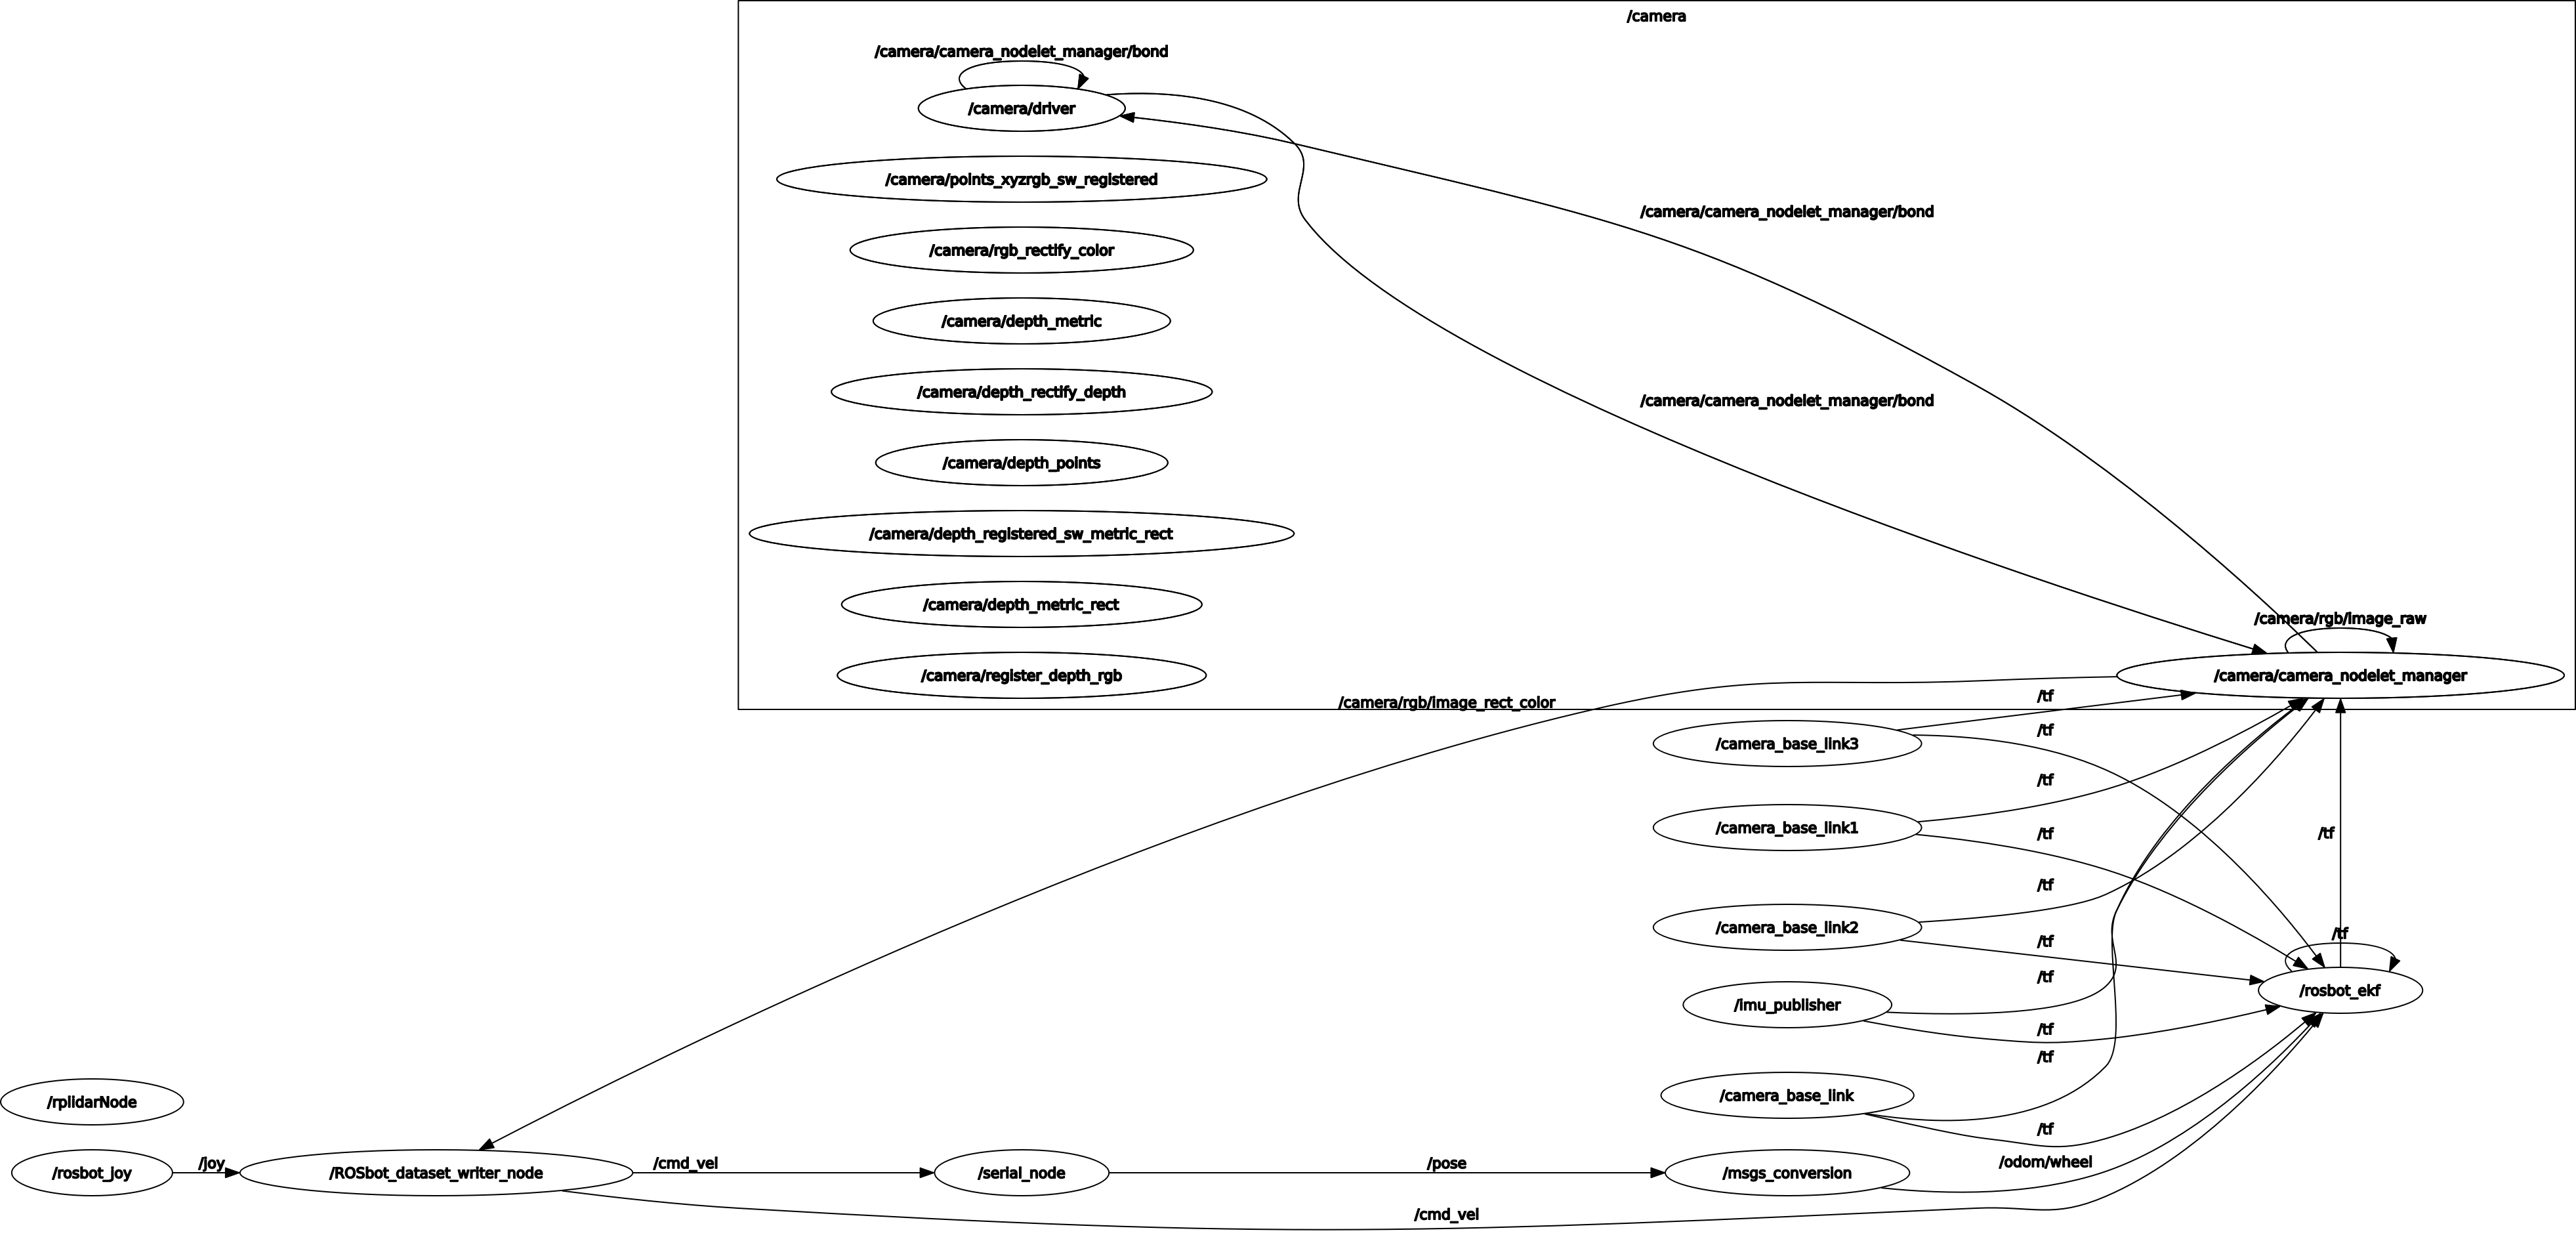 /camera
/camera/camera_nodelet_manager/bond
/camera/driver
/camera/points_xyzrgb_sw_registered
/camera/camera_nodelet_manager/bond
/camera/rgb_rectify_color
/camera/depth_metric
/camera/depth_rectify_depth
/camera/camera_nodelet_manager/bond
/camera/depth_points
/camera/depth_registered_sw_metric_rect
/camera/depth_metric_rect
/camera/rgb/image_raw
/camera/register_depth_rgb
/camera/camera_nodelet_manager
/tf
/camera/rgb/image_rect_color
/tf
/camera_base_link3
/tf
/camera_base_link1
/tf
/tf
/tf
/camera_base_link2
/tf
/tf
/tf
/rosbot_ekf
/imu_publisher
/tf
/tf
/camera_base_link
/rplidarNode
/tf
/odom/wheel
/joy
/cmd_vel
/pose
/rosbot_joy
/ROSbot_dataset_writer_node
/serial_node
/msgs_conversion
/cmd_vel